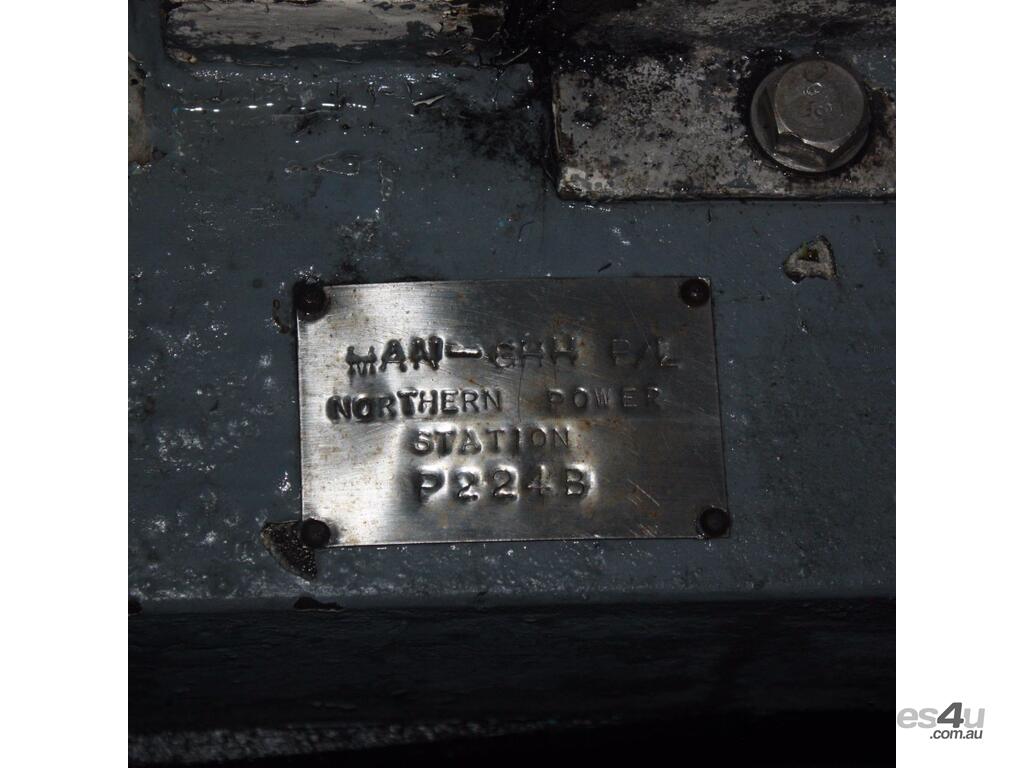 MAN-GHH P/L
NORTHERN POWER
STATION
P224B
es4u
.com.au